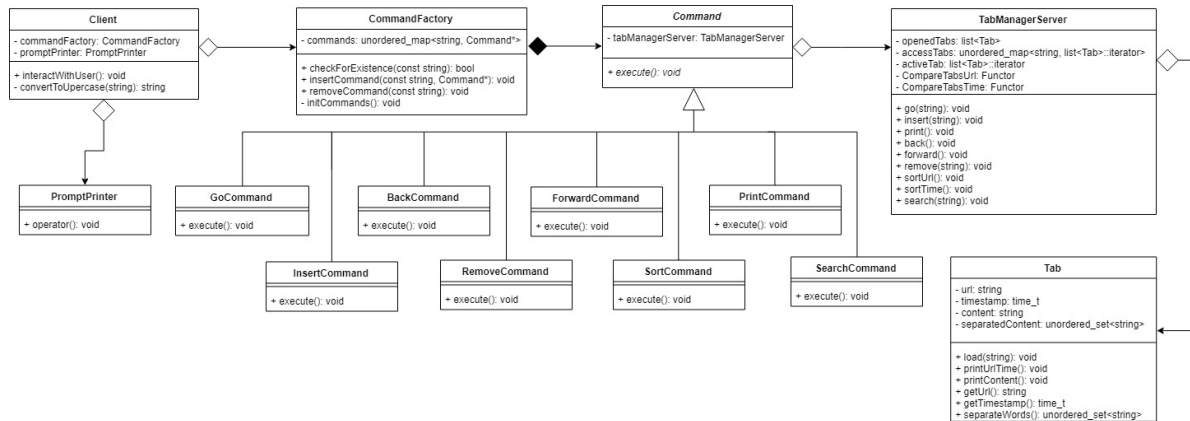 Client
- commandFactory: CommandFactory
- promptPrinter: PromptPrinter
+ interactWithUser(): void
- convertToUpercase(string): string
CommandFactory
- commands: unordered_map<string, Command*>
+ checkForExistence(const string): bool
+ insertCommand(const string, Command*): void
+ removeCommand(const string): void
- initCommands(): void
Command
- tabManagerServer: TabManagerServer
+ execute(): void
TabManagerServer
- openedTabs: list<Tab>
- accessTabs: unordered_map<string, list<Tab>::iterator>
- activeTab: list<Tab>::iterator
- CompareTabsUrl: Functor
- CompareTabsTime: Functor
+ go(string): void
+ insert(string): void
+ print(): void
+ back(): void
+ forward(): void
+ remove(string): void
+ sortUrl(): void
+ sortTime(): void
+ search(string): void
PromptPrinter
+ operator(): void
GoCommand
+ execute(): void
BackCommand
+ execute(): void
ForwardCommand
+ execute(): void
PrintCommand
+ execute(): void
InsertCommand
+ execute(): void
RemoveCommand
+ execute(): void
SortCommand
+ execute(): void
SearchCommand
+ execute(): void
Tab
- url: string
- timestamp: time_t
- content: string
- separatedContent: unordered_set<string>
+ load(string): void
+ printUrlTime(): void
+ printContent(): void
+ getUrl(): string
+ getTimestamp(): time_t
+ separateWords(): unordered_set<string>